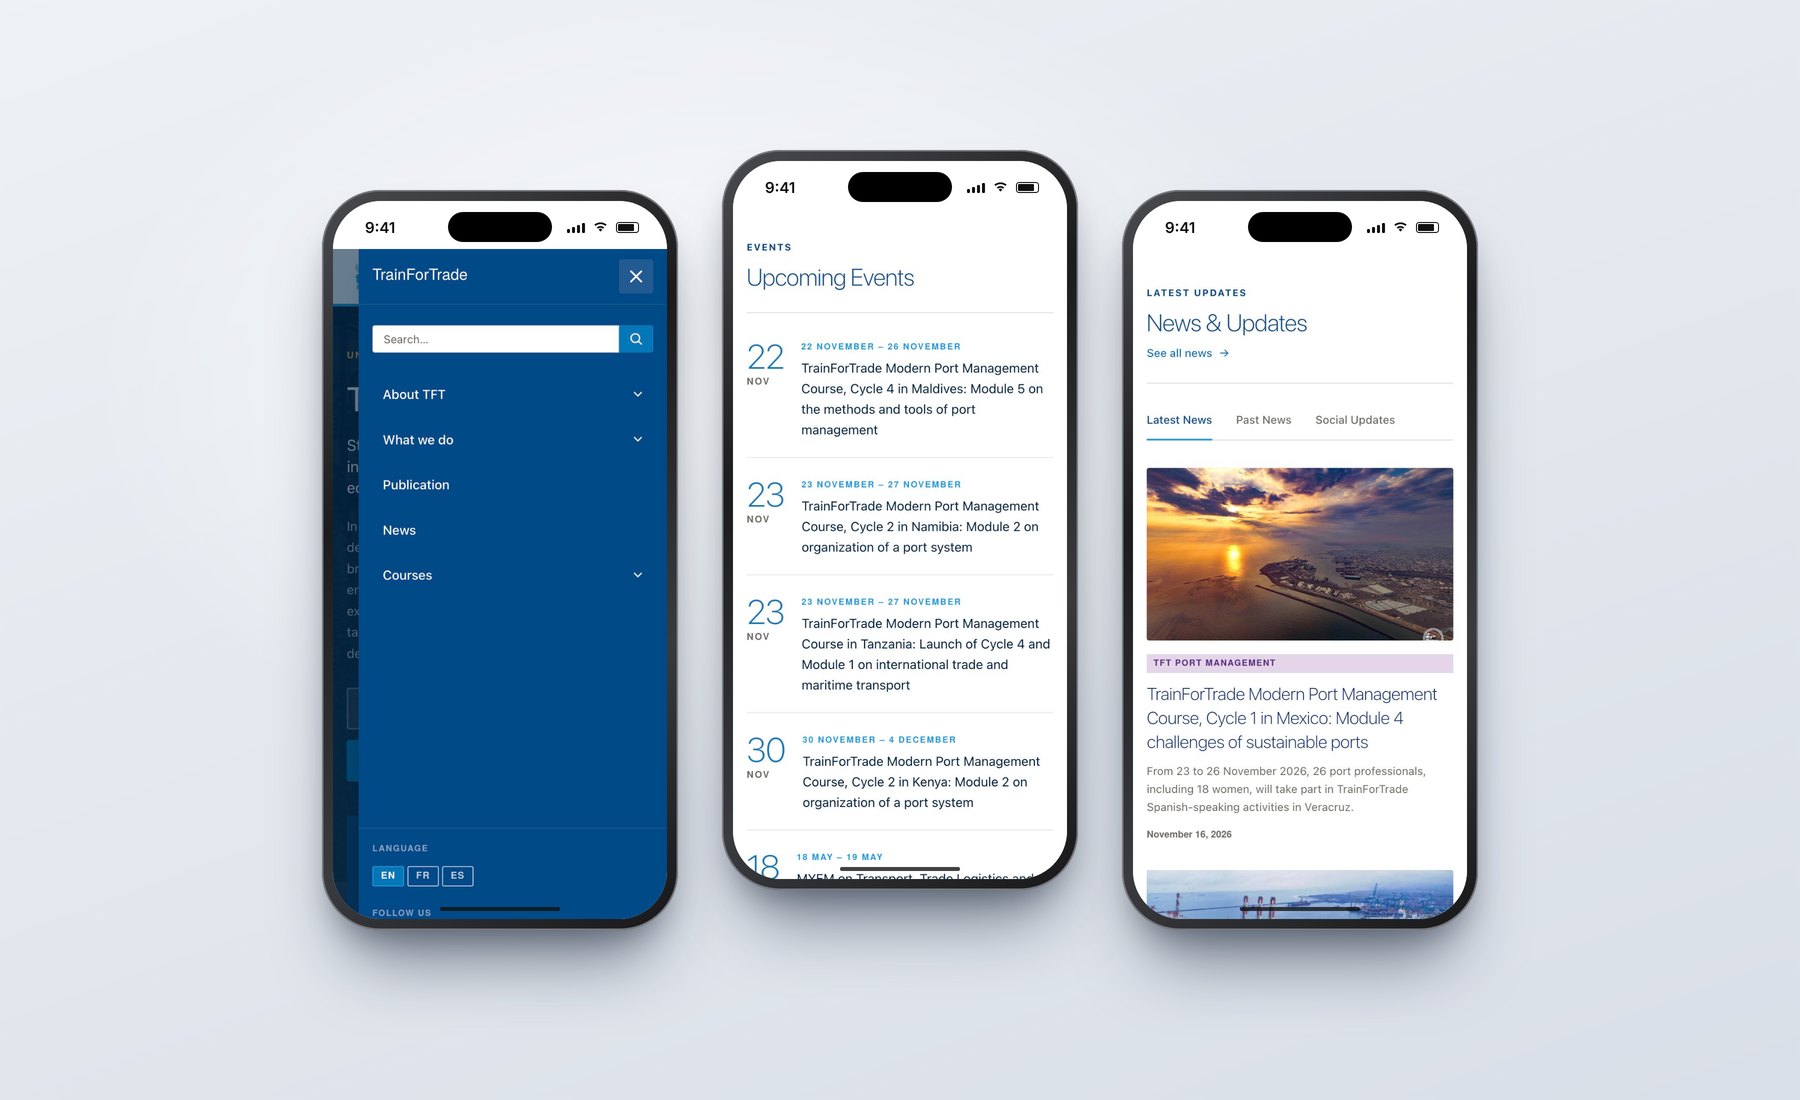 9:41
TrainForTrade
Search...
About TFT
What we do
Publication
News
Courses
LANGUAGE
EN FR ES
FOLLOW US
9:41
EVENTS
Upcoming Events
22 NOV
22 NOVEMBER – 26 NOVEMBER
TrainForTrade Modern Port Management
Course, Cycle 4 in Maldives: Module 5 on
the methods and tools of port
management
23 NOV
23 NOVEMBER – 27 NOVEMBER
TrainForTrade Modern Port Management
Course, Cycle 2 in Namibia: Module 2 on
organization of a port system
23 NOV
23 NOVEMBER – 27 NOVEMBER
TrainForTrade Modern Port Management
Course in Tanzania: Launch of Cycle 4 and
Module 1 on international trade and
maritime transport
30 NOV
30 NOVEMBER – 4 DECEMBER
TrainForTrade Modern Port Management
Course, Cycle 2 in Kenya: Module 2 on
organization of a port system
18
18 MAY – 19 MAY
MYEM on Transport, Trade Logistics and
9:41
LATEST UPDATES
News & Updates
See all news →
Latest News Past News Social Updates
TFT PORT MANAGEMENT
TrainForTrade Modern Port Management
Course, Cycle 1 in Mexico: Module 4
challenges of sustainable ports
From 23 to 26 November 2026, 26 port professionals,
including 18 women, will take part in TrainForTrade
Spanish-speaking activities in Veracruz.
November 16, 2026